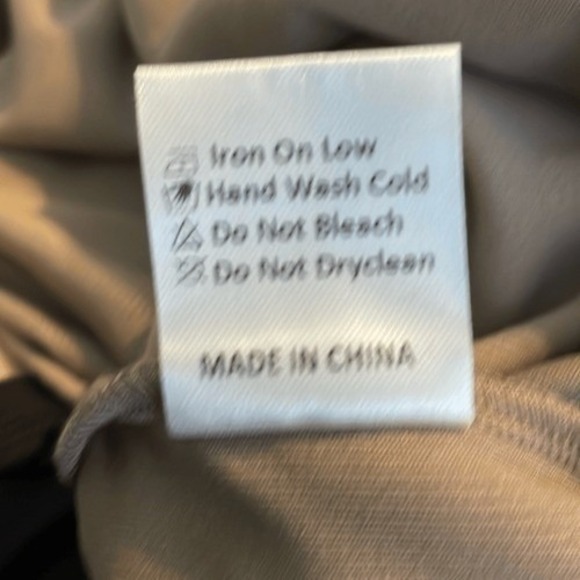 Iron On Low
Hand Wash Cold
Do Not Bleach
Do Not Dryclean
MADE IN CHINA